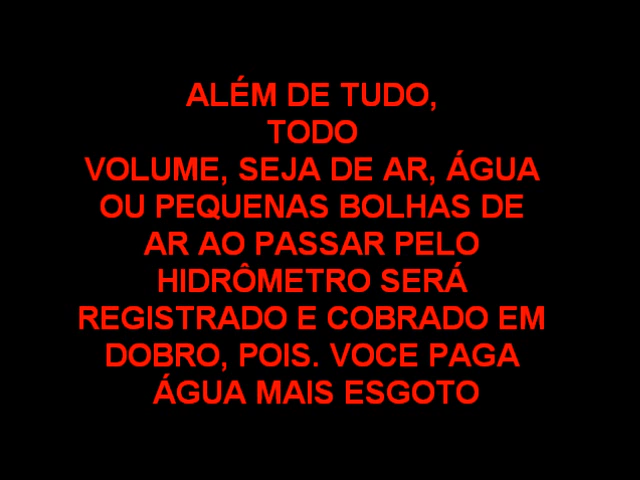 ALÉM DE TUDO,
TODO
VOLUME, SEJA DE AR, ÁGUA
OU PEQUENAS BOLHAS DE
AR AO PASSAR PELO
HIDRÔMETRO SERÁ
REGISTRADO E COBRADO EM
DOBRO, POIS. VOCE PAGA
ÁGUA MAIS ESGOTO